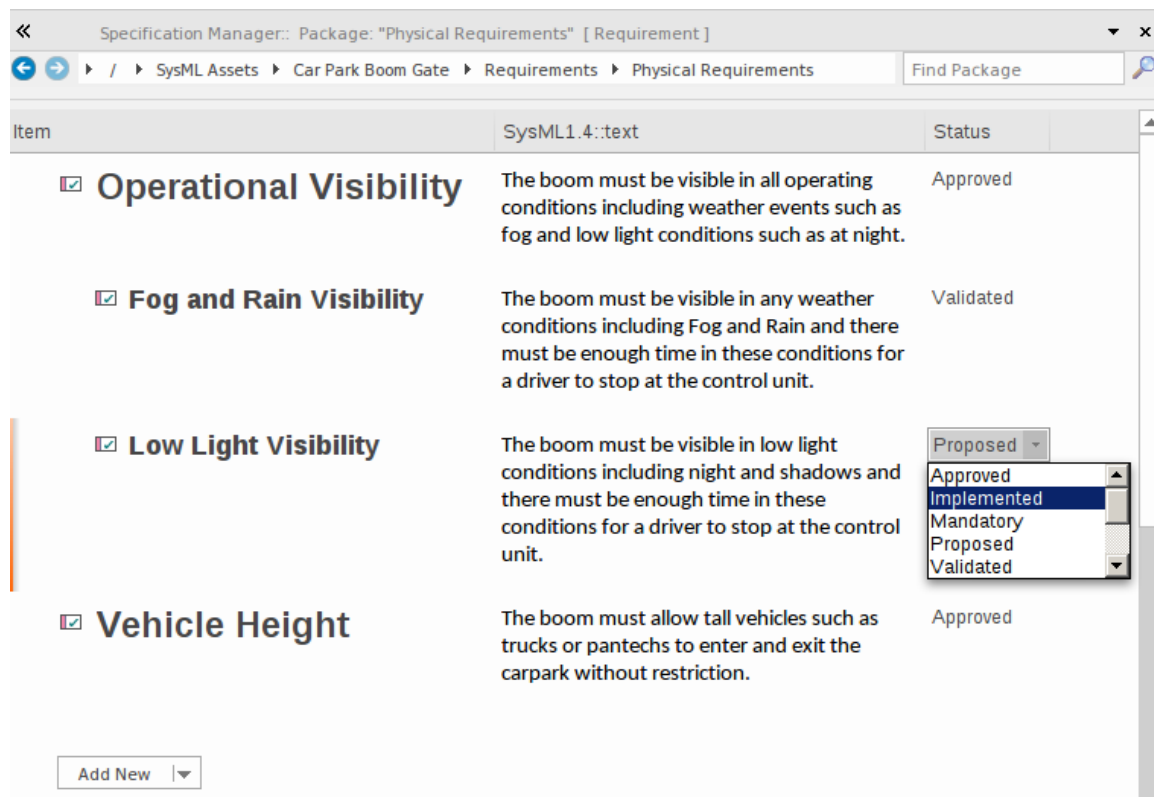 Specification Manager:: Package: "Physical Requirements" [ Requirement ]
/ SysML Assets Car Park Boom Gate Requirements Physical Requirements Find Package
Item SysML1.4::text Status
Operational Visibility
The boom must be visible in all operating
conditions including weather events such as
fog and low light conditions such as at night.
Approved
Fog and Rain Visibility
The boom must be visible in any weather
conditions including Fog and Rain and there
must be enough time in these conditions for
a driver to stop at the control unit.
Validated
Low Light Visibility
The boom must be visible in low light
conditions including night and shadows and
there must be enough time in these
conditions for a driver to stop at the control
unit.
Proposed
Approved
Implemented
Mandatory
Proposed
Validated
Vehicle Height
The boom must allow tall vehicles such as
trucks or pantechs to enter and exit the
carpark without restriction.
Approved
Add New